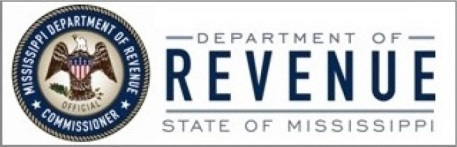 MISSISSIPPI DEPARTMENT OF REVENUE
OFFICIAL
COMMISSIONER
DEPARTMENT OF
REVENUE
STATE OF MISSISSIPPI